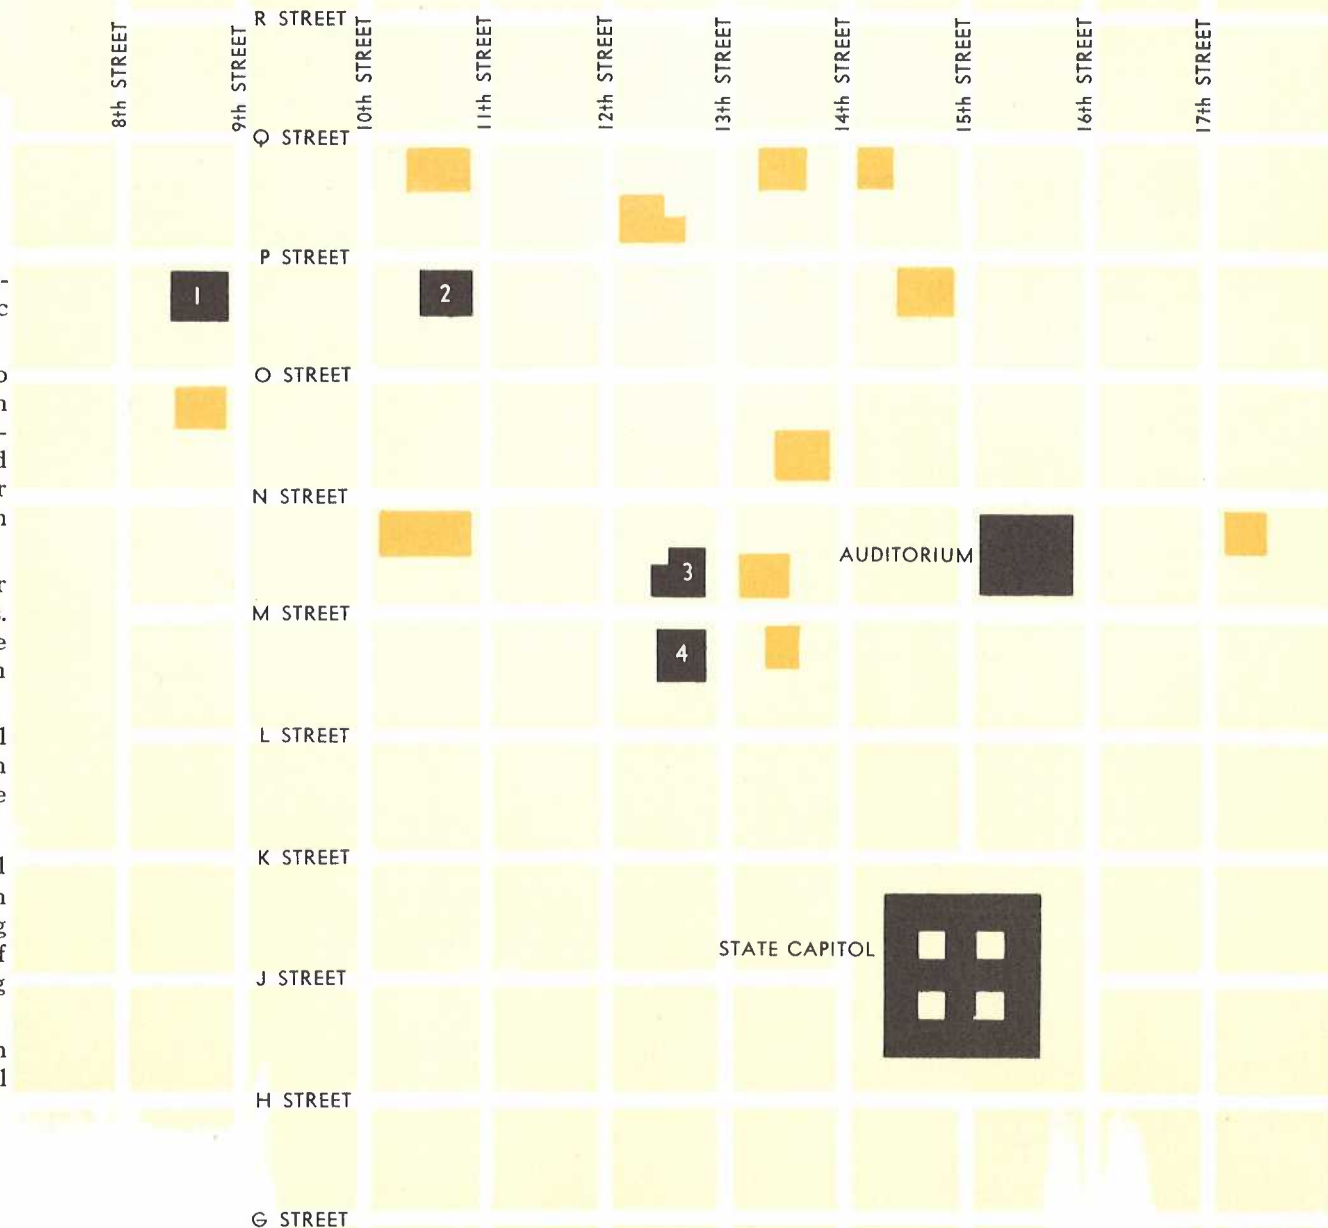 R STREET
8th STREET
9th STREET
10th STREET
11th STREET
12th STREET
13th STREET
14th STREET
15th STREET
16th STREET
17th STREET
Q STREET
P STREET
1
2
O STREET
N STREET
AUDITORIUM
3
M STREET
4
L STREET
K STREET
STATE CAPITOL
J STREET
H STREET
G STREET